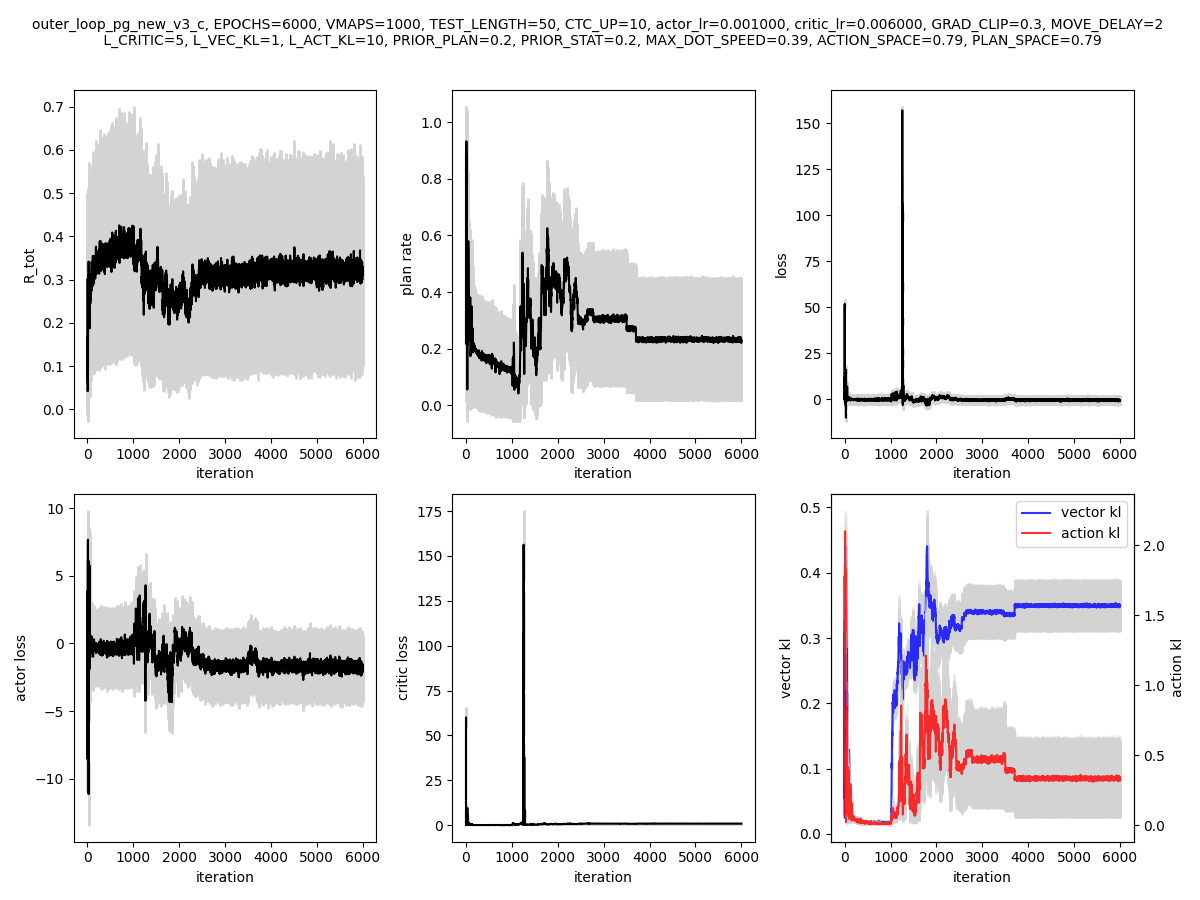 outer_loop_pg_new_v3_c, EPOCHS=6000, VMAPS=1000, TEST_LENGTH=50, CTC_UP=10, actor_lr=0.001000, critic_lr=0.006000, GRAD_CLIP=0.3, MOVE_DELAY=2
L_CRITIC=5, L_VEC_KL=1, L_ACT_KL=10, PRIOR_PLAN=0.2, PRIOR_STAT=0.2, MAX_DOT_SPEED=0.39, ACTION_SPACE=0.79, PLAN_SPACE=0.79
R_tot
0.7
0.6
0.5
0.4
0.3
0.2
0.1
0.0
0 1000 2000 3000 4000 5000 6000
iteration
plan rate
1.0
0.8
0.6
0.4
0.2
0.0
0 1000 2000 3000 4000 5000 6000
iteration
loss
150
125
100
75
50
25
0
0 1000 2000 3000 4000 5000 6000
iteration
actor loss
10
5
0
−5
−10
0 1000 2000 3000 4000 5000 6000
iteration
critic loss
175
150
125
100
75
50
25
0
0 1000 2000 3000 4000 5000 6000
iteration
vector kl
0.5
0.4
0.3
0.2
0.1
0.0
vector kl
action kl
0 1000 2000 3000 4000 5000 6000
iteration
2.0
1.5
1.0
0.5
0.0
action kl